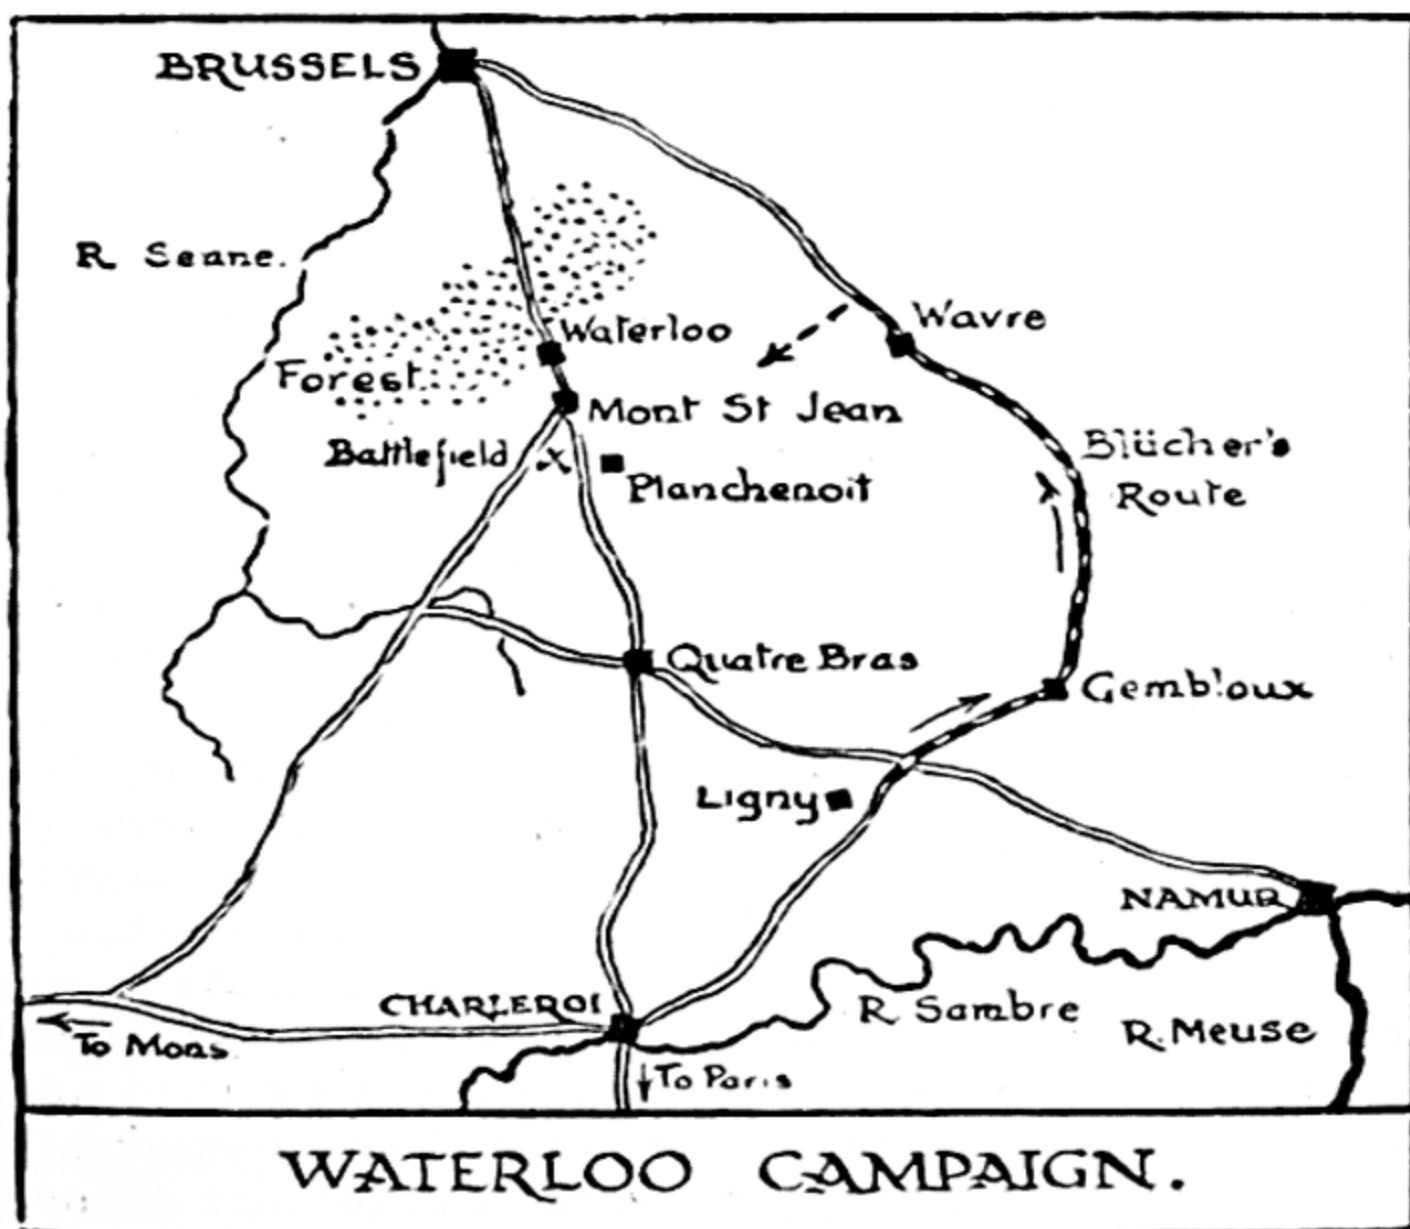 BRUSSELS
R Senne.
Waterloo
Wavre
Forest
Mont St Jean
Battlefield
Planchenoit
Blücher's
Route
Quatre Bras
Gembloux
Ligny
NAMUR
CHARLEROI
R Sambre
R. Meuse
To Mons
To Paris
WATERLOO CAMPAIGN.